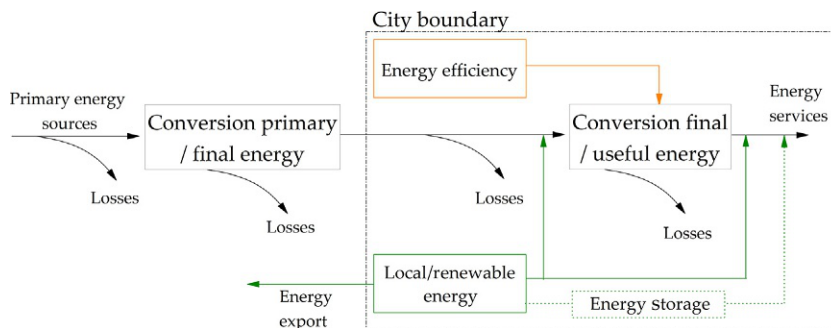 City boundary
Energy efficiency
Primary energy
sources
Conversion primary
/ final energy
Conversion final
/ useful energy
Energy
services
Losses
Losses
Losses
Losses
Local/renewable
energy
Energy
export
Energy storage